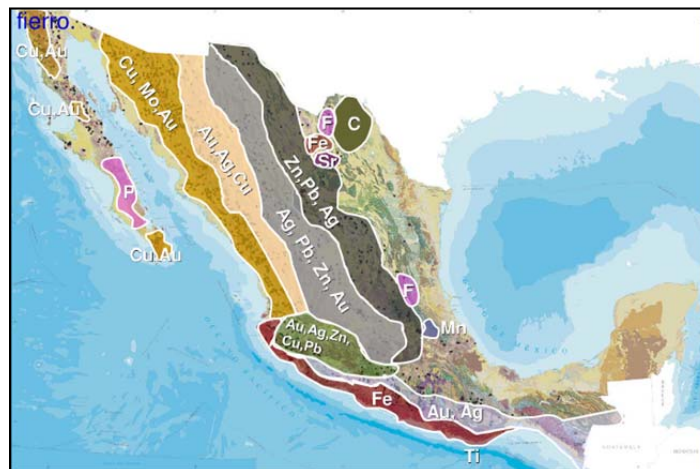 fierro.
Cu,Au
Cu, Mo, Au
Cu.Au
Au,Ag,Cu
F
C
Fe
Sr
Zn,Pb, Ag
P
Ag, Pb, Zn, Au
Cu.Au
F
Mn
Au,Ag,Zn,
Cu,Pb
Fe
Au, Ag
Ti